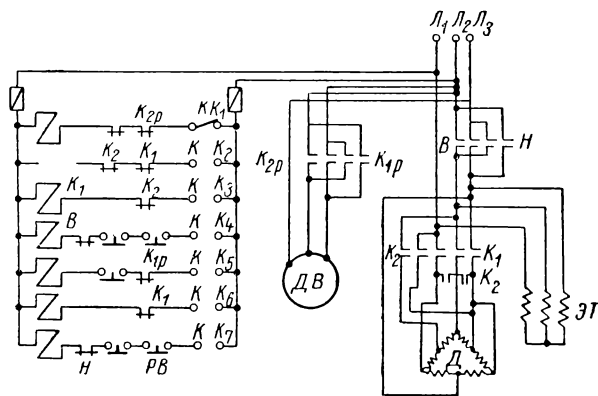 Л₁ Л₂ Л₃
K₂р K K₁
K₂ K₁ K K₂
K₁ K₂ K K₃
В K K₄
K₁р K K₅
K₁ K K₆
K K₇
Н РВ
K₂р K₁р
ДВ
В Н
K₂ K₁
K₂
ЭТ
Д